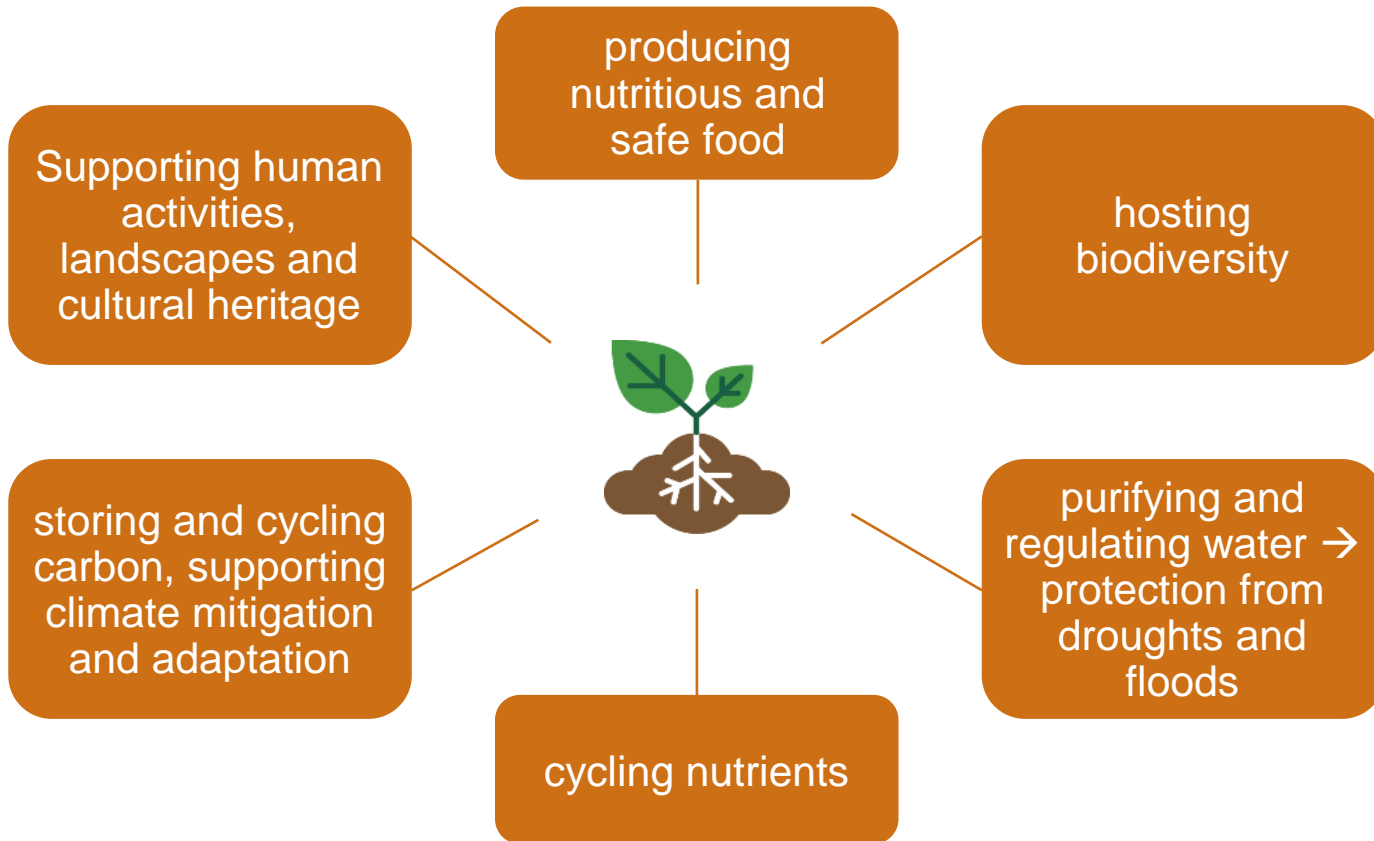 producing
nutritious and
safe food
Supporting human
activities,
landscapes and
cultural heritage
hosting
biodiversity
storing and cycling
carbon, supporting
climate mitigation
and adaptation
purifying and
regulating water →
protection from
droughts and
floods
cycling nutrients